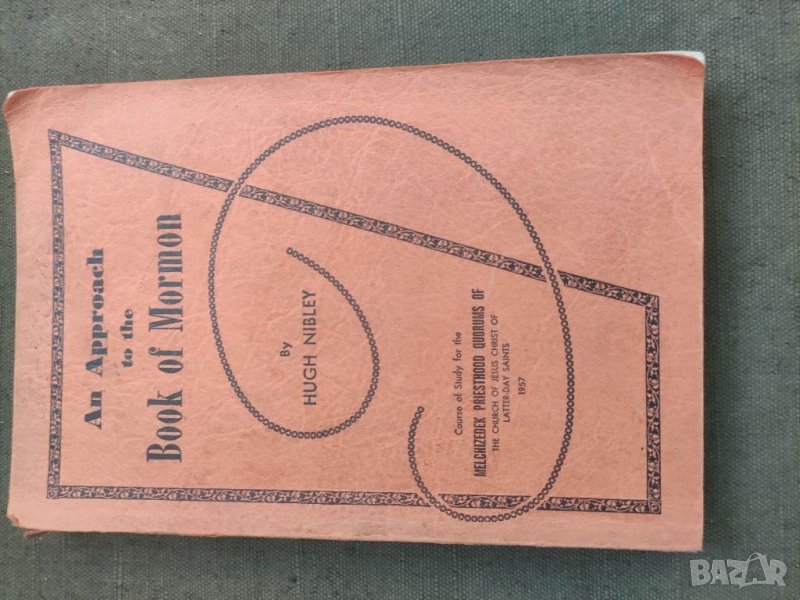 An Approach
to the
Book of Mormon
By
HUGH NIBLEY
Course of Study for the
MELCHIZEDEK PRIESTHOOD QUORUMS OF
THE CHURCH OF JESUS CHRIST OF
LATTER-DAY SAINTS
1957
BAZAR